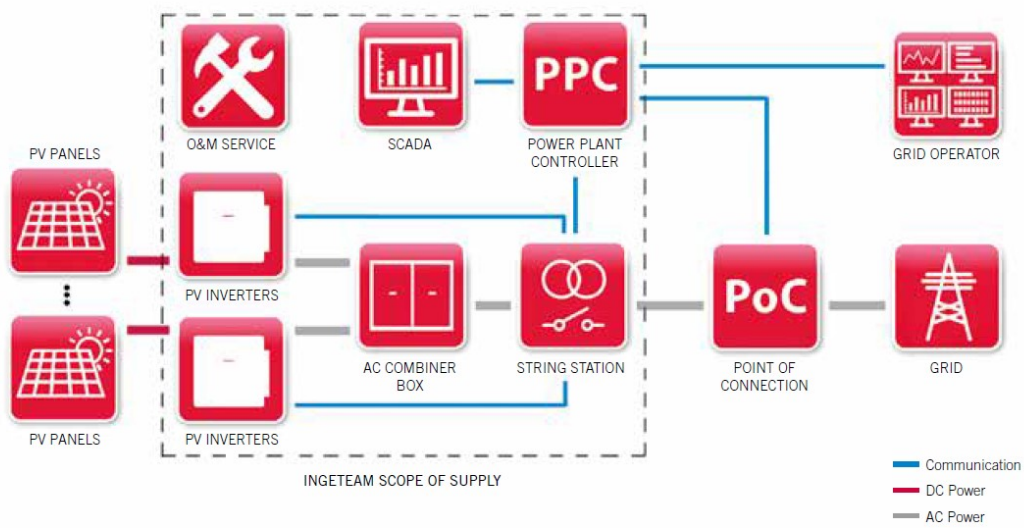 PPC
O&M SERVICE
SCADA
POWER PLANT
CONTROLLER
GRID OPERATOR
PV PANELS
PV INVERTERS
PoC
AC COMBINER
BOX
STRING STATION
POINT OF
CONNECTION
GRID
PV PANELS
PV INVERTERS
INGETEAM SCOPE OF SUPPLY
Communication
DC Power
AC Power